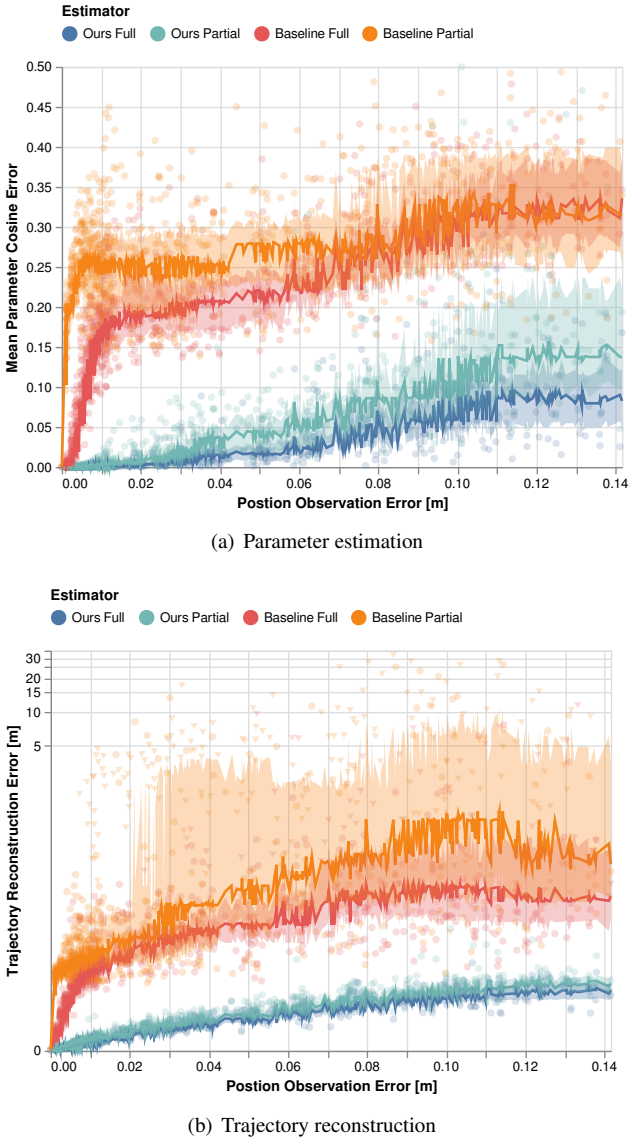 Estimator
Ours Full Ours Partial Baseline Full Baseline Partial
0.50
0.45
0.40
0.35
0.30
0.25
0.20
0.15
0.10
0.05
0.00
Mean Parameter Cosine Error
0.00 0.02 0.04 0.06 0.08 0.10 0.12 0.14
Postion Observation Error [m]
(a) Parameter estimation
Estimator
Ours Full Ours Partial Baseline Full Baseline Partial
30
20
15
10
5
0
Trajectory Reconstruction Error [m]
0.00 0.02 0.04 0.06 0.08 0.10 0.12 0.14
Postion Observation Error [m]
(b) Trajectory reconstruction